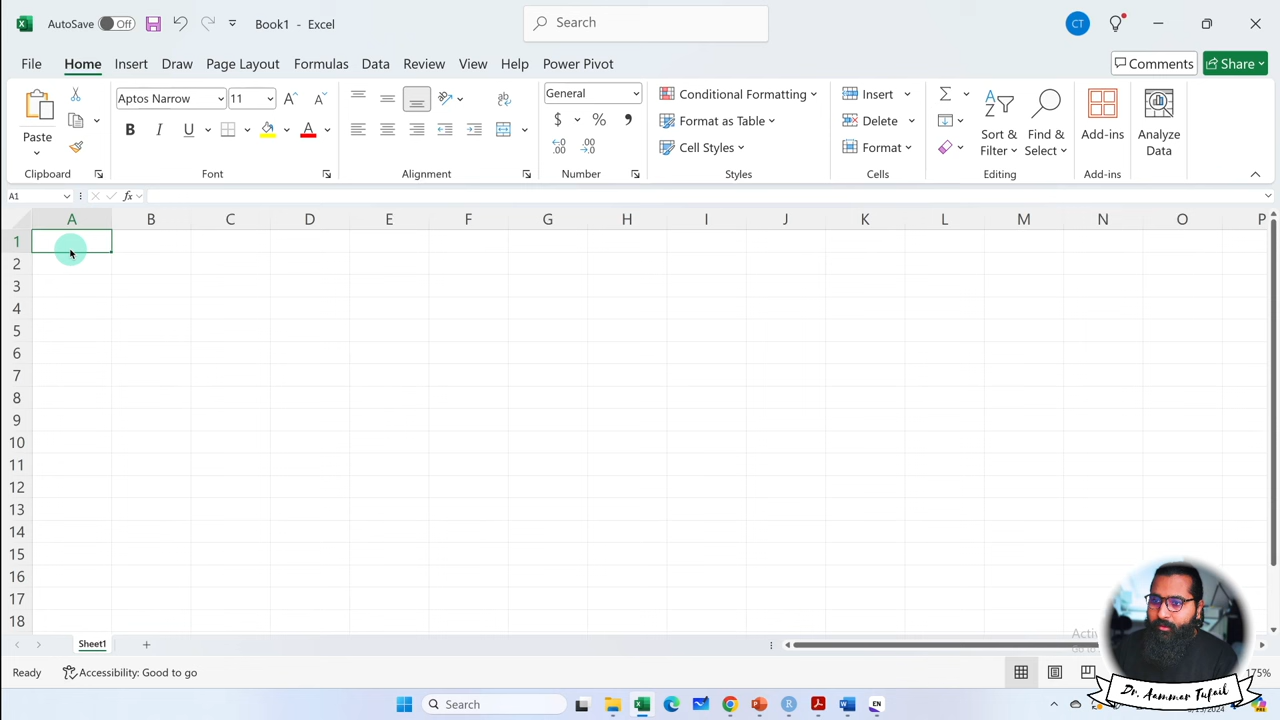 AutoSave Off Book1 - Excel Search CT
File Home Insert Draw Page Layout Formulas Data Review View Help Power Pivot Comments Share
Paste
Clipboard
Aptos Narrow 11
B I U A
Font
Alignment
General
$ % ,
Number
Conditional Formatting
Format as Table
Cell Styles
Styles
Insert
Delete
Format
Cells
Sort &
Filter
Find &
Select
Editing
Add-ins
Add-ins
Analyze
Data
A1 fx
A B C D E F G H I J K L M N O P
1
2
3
4
5
6
7
8
9
10
11
12
13
14
15
16
17
18
Sheet1
Ready Accessibility: Good to go 175%
Dr. Aammar Tufail
Search EN